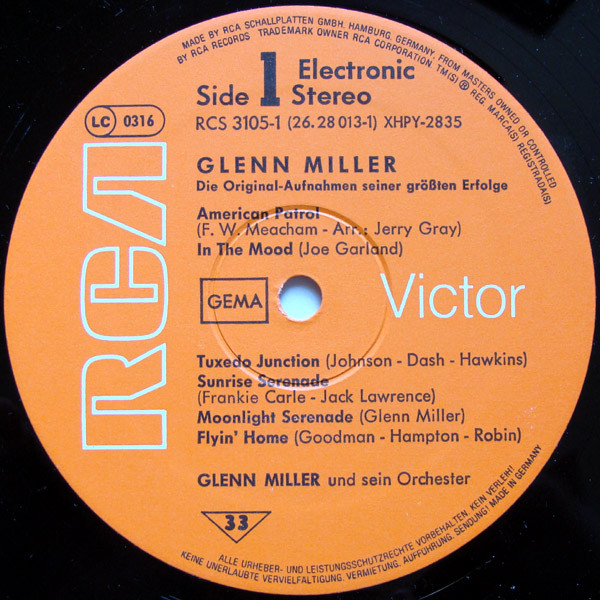 MADE BY RCA SCHALLPLATTEN GMBH, HAMBURG, GERMANY, FROM MASTERS OWNED OR CONTROLLED
BY RCA RECORDS TRADEMARK OWNER RCA CORPORATION TM(S) ® REG. MARCA(S) REGISTRADA(S)
Side 1 Electronic
Stereo
LC 0316
RCS 3105-1 (26.28 013-1) XHPY-2835
GLENN MILLER
Die Original-Aufnahmen seiner größten Erfolge
American Patrol
(F. W. Meacham - Arr.: Jerry Gray)
In The Mood (Joe Garland)
RCA
GEMA
Victor
Tuxedo Junction (Johnson - Dash - Hawkins)
Sunrise Serenade
(Frankie Carle - Jack Lawrence)
Moonlight Serenade (Glenn Miller)
Flyin' Home (Goodman - Hampton - Robin)
GLENN MILLER und sein Orchester
33
ALLE URHEBER- UND LEISTUNGSSCHUTZRECHTE VORBEHALTEN. KEIN VERLEIH!
KEINE UNERLAUBTE VERVIELFÄLTIGUNG, VERMIETUNG, AUFFÜHRUNG, SENDUNG! MADE IN GERMANY